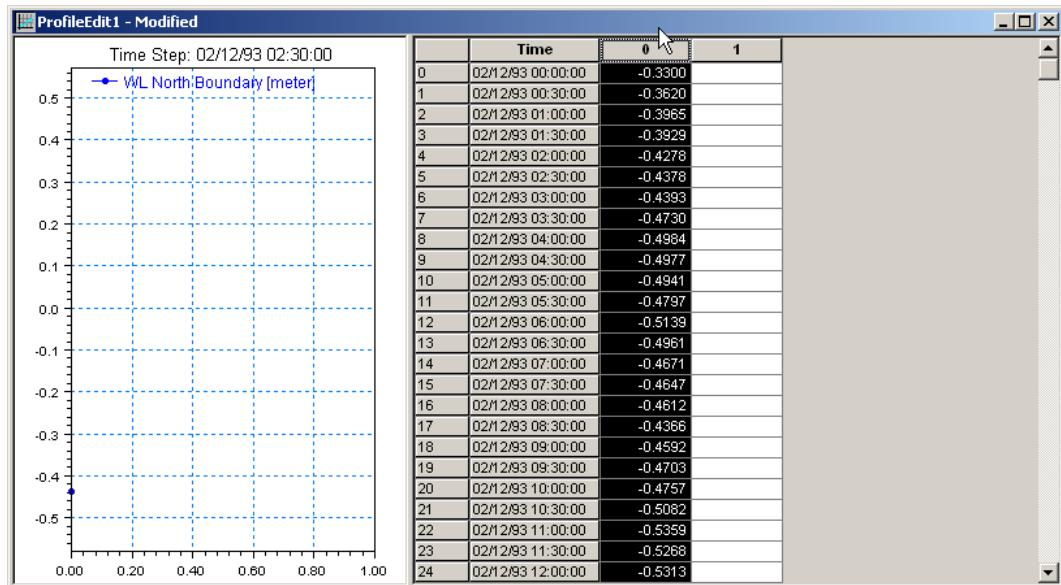 ProfileEdit1 - Modified
Time Step: 02/12/93 02:30:00
WL North Boundary [meter]
0.5
0.4
0.3
0.2
0.1
0.0
-0.1
-0.2
-0.3
-0.4
-0.5
0.00 0.20 0.40 0.60 0.80 1.00
Time 0 1
0 02/12/93 00:00:00 -0.3300
1 02/12/93 00:30:00 -0.3620
2 02/12/93 01:00:00 -0.3965
3 02/12/93 01:30:00 -0.3929
4 02/12/93 02:00:00 -0.4278
5 02/12/93 02:30:00 -0.4378
6 02/12/93 03:00:00 -0.4393
7 02/12/93 03:30:00 -0.4730
8 02/12/93 04:00:00 -0.4984
9 02/12/93 04:30:00 -0.4977
10 02/12/93 05:00:00 -0.4941
11 02/12/93 05:30:00 -0.4797
12 02/12/93 06:00:00 -0.5139
13 02/12/93 06:30:00 -0.4961
14 02/12/93 07:00:00 -0.4671
15 02/12/93 07:30:00 -0.4647
16 02/12/93 08:00:00 -0.4612
17 02/12/93 08:30:00 -0.4366
18 02/12/93 09:00:00 -0.4592
19 02/12/93 09:30:00 -0.4703
20 02/12/93 10:00:00 -0.4757
21 02/12/93 10:30:00 -0.5082
22 02/12/93 11:00:00 -0.5359
23 02/12/93 11:30:00 -0.5268
24 02/12/93 12:00:00 -0.5313